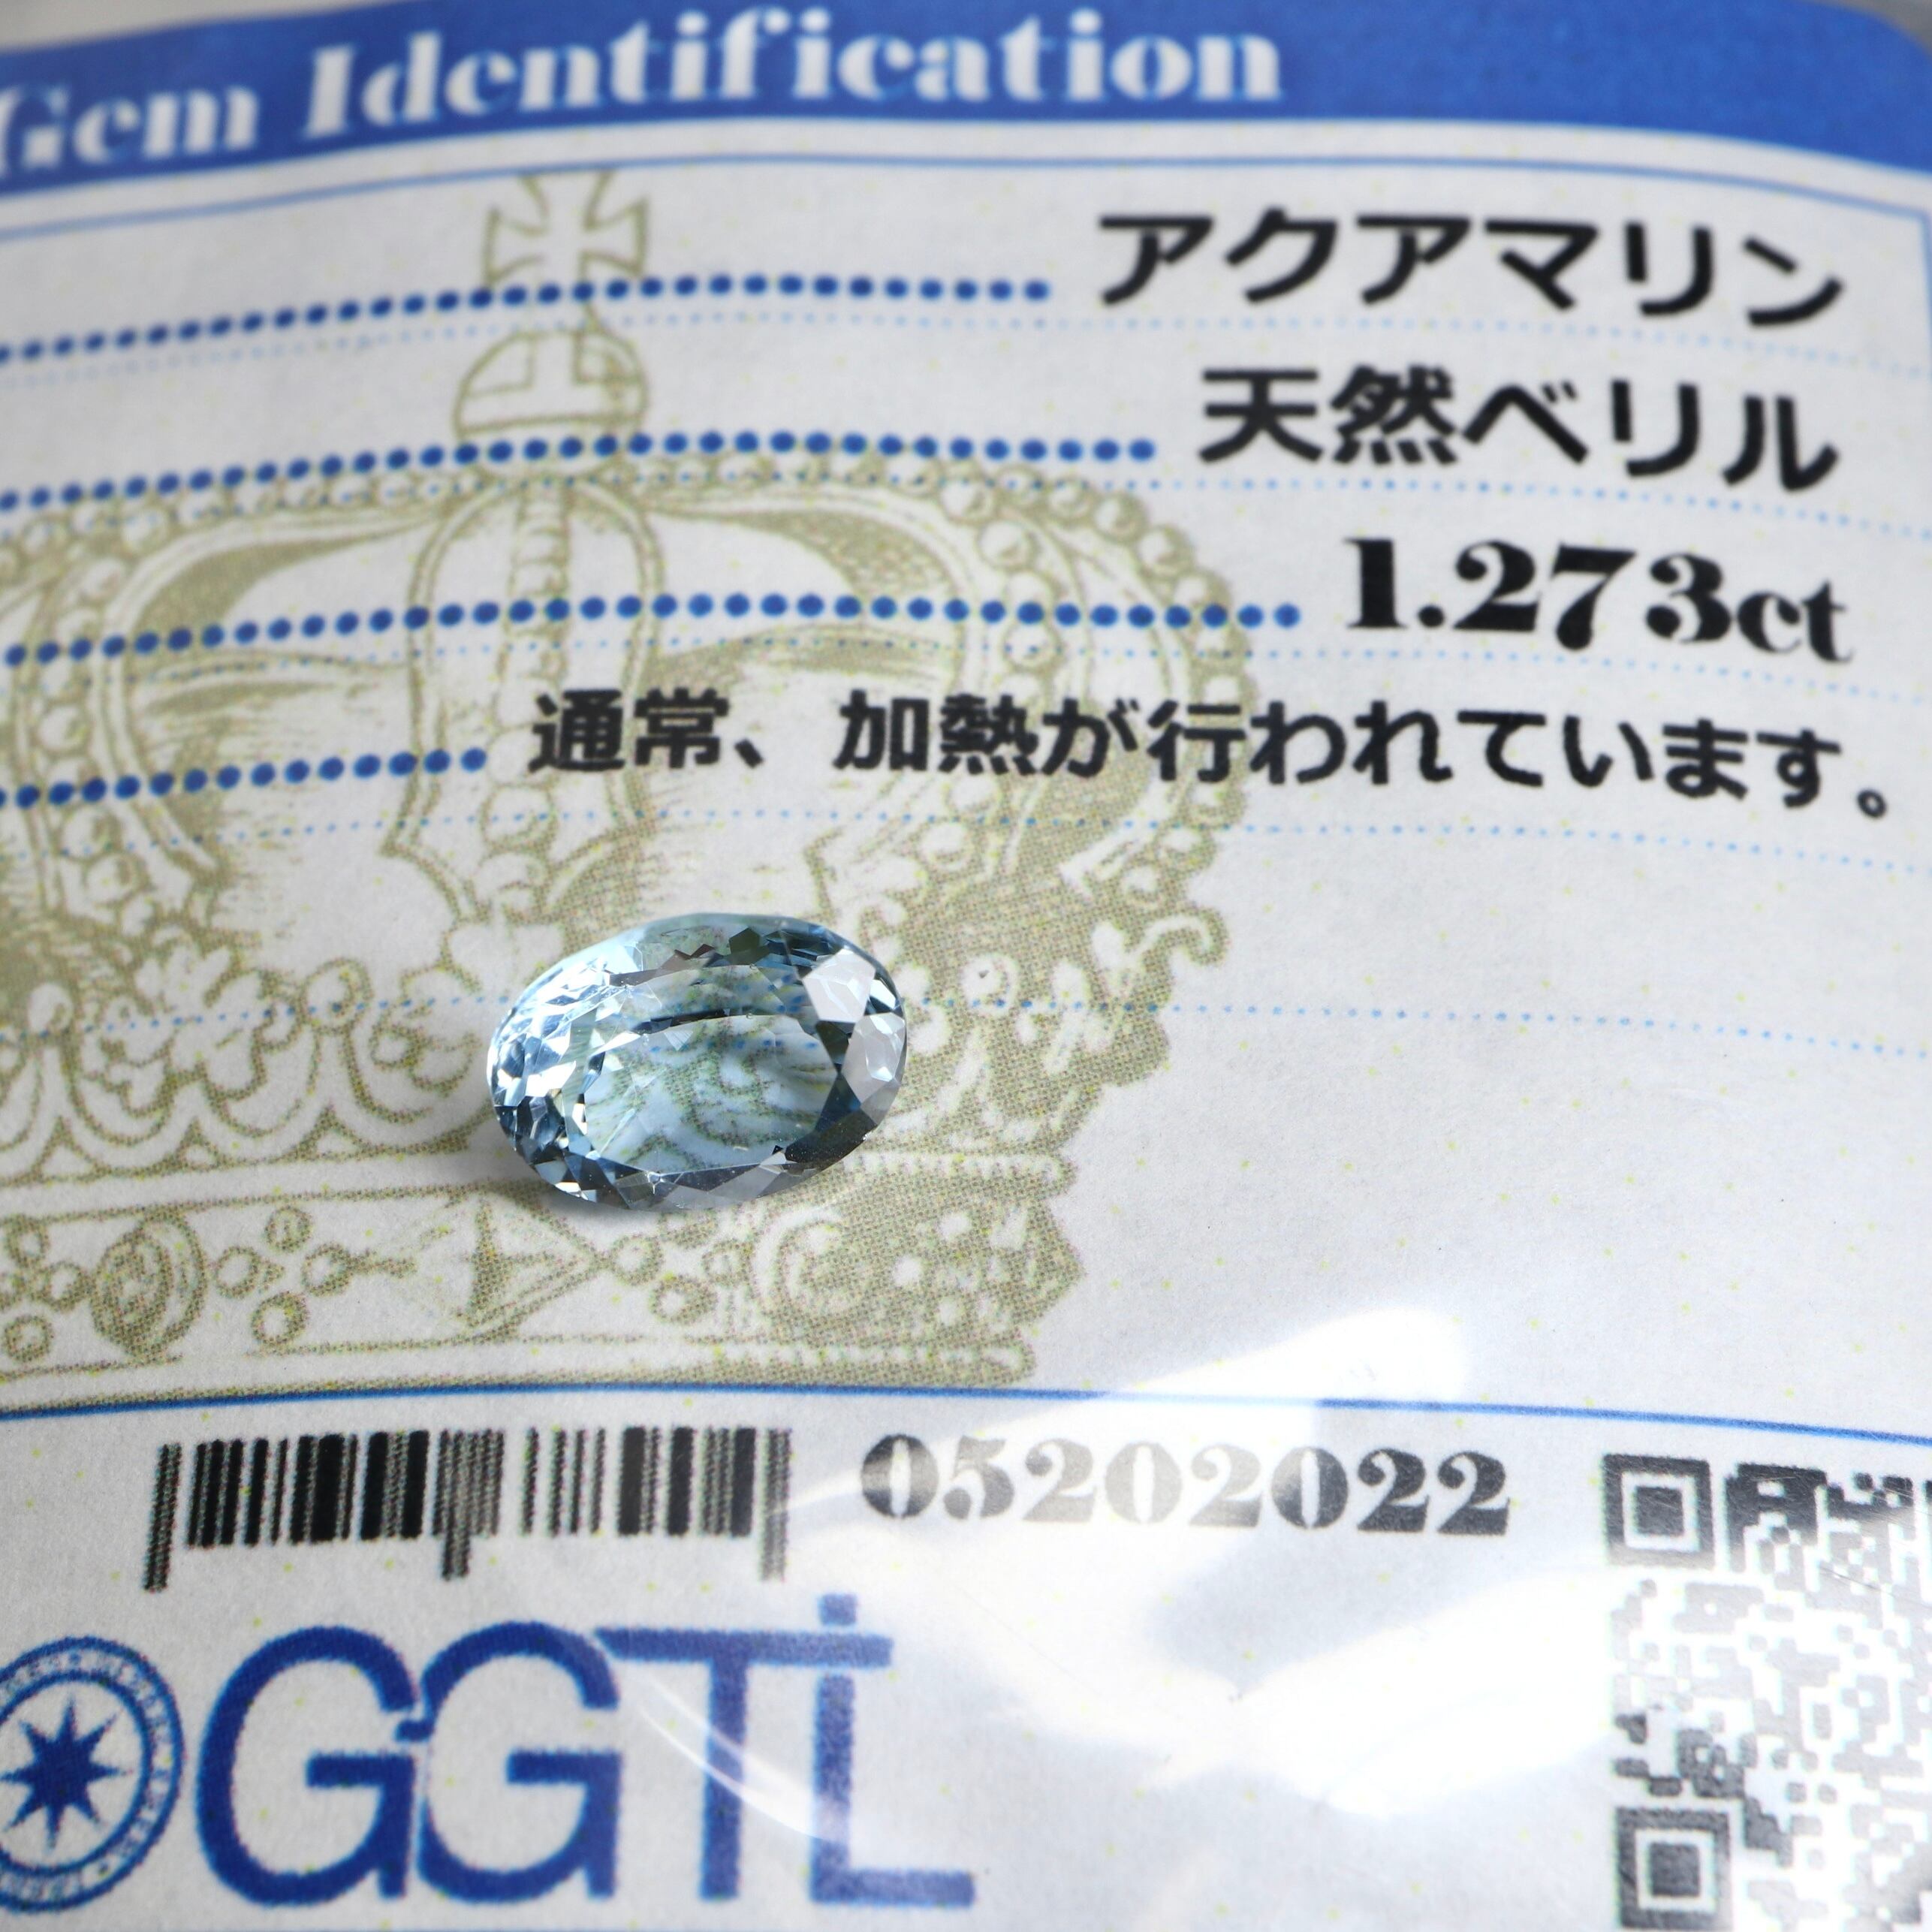 Gem Identification
アクアマリン
天然ベリル
1.273ct
通常、加熱が行われています。
05202022
GGTL